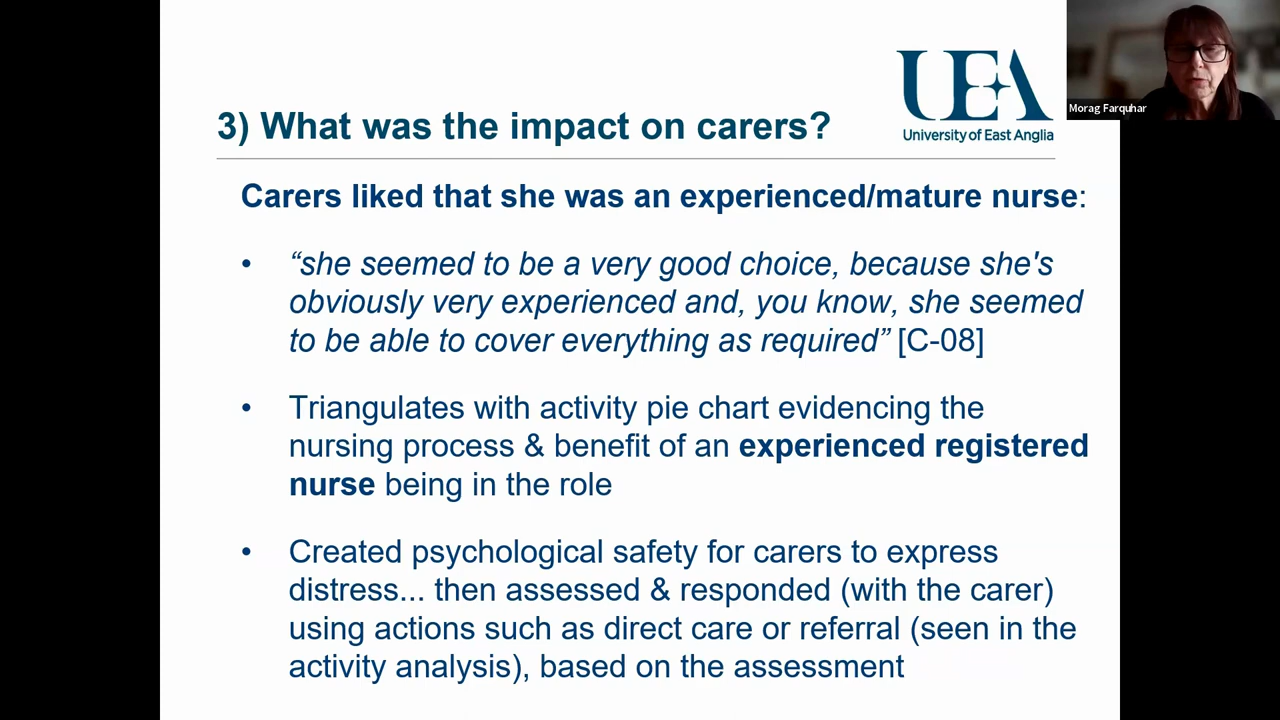 UEA
University of East Anglia
Morag Farquhar
3) What was the impact on carers?
Carers liked that she was an experienced/mature nurse:
• “she seemed to be a very good choice, because she's
obviously very experienced and, you know, she seemed
to be able to cover everything as required” [C-08]
• Triangulates with activity pie chart evidencing the
nursing process & benefit of an experienced registered
nurse being in the role
• Created psychological safety for carers to express
distress... then assessed & responded (with the carer)
using actions such as direct care or referral (seen in the
activity analysis), based on the assessment